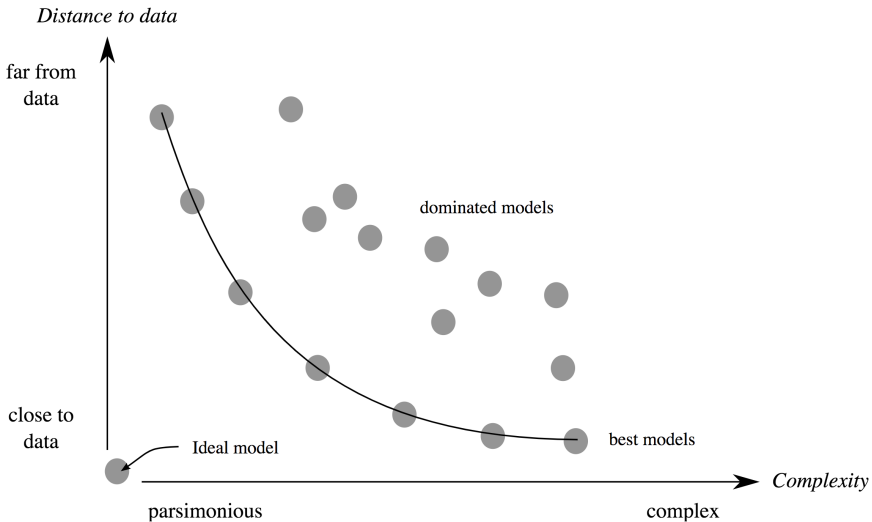 Distance to data
far from
data
dominated models
close to
data
Ideal model
best models
Complexity
parsimonious
complex